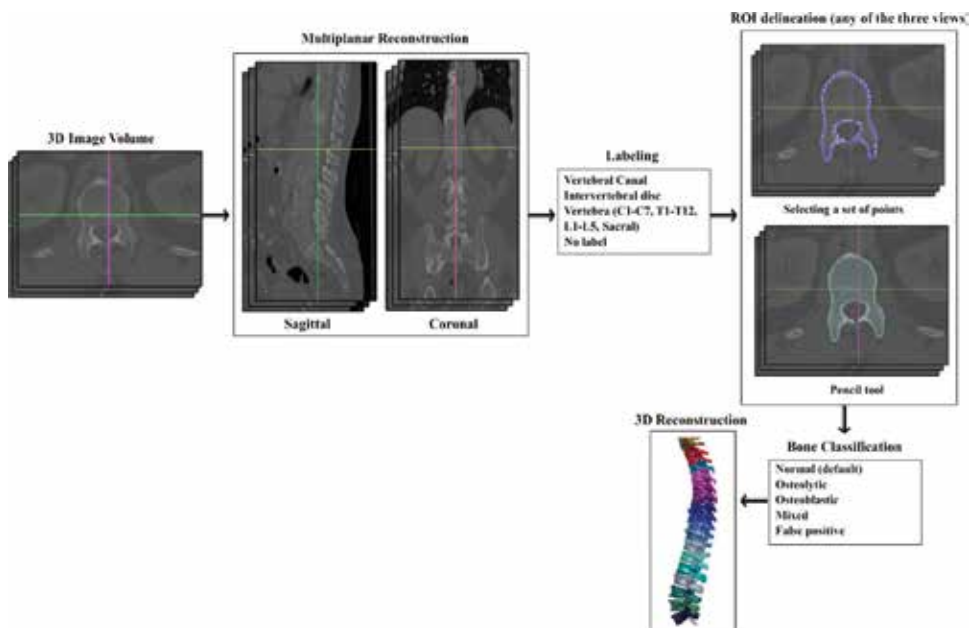 3D Image Volume
Multiplanar Reconstruction
Sagittal
Coronal
Labeling
Vertebral Canal
Intervertebral disc
Vertebra (C1-C7, T1-T12,
L1-L5, Sacral)
No label
ROI delineation (any of the three views)
Selecting a set of points
Pencil tool
Bone Classification
Normal (default)
Osteolytic
Osteoblastic
Mixed
False positive
3D Reconstruction